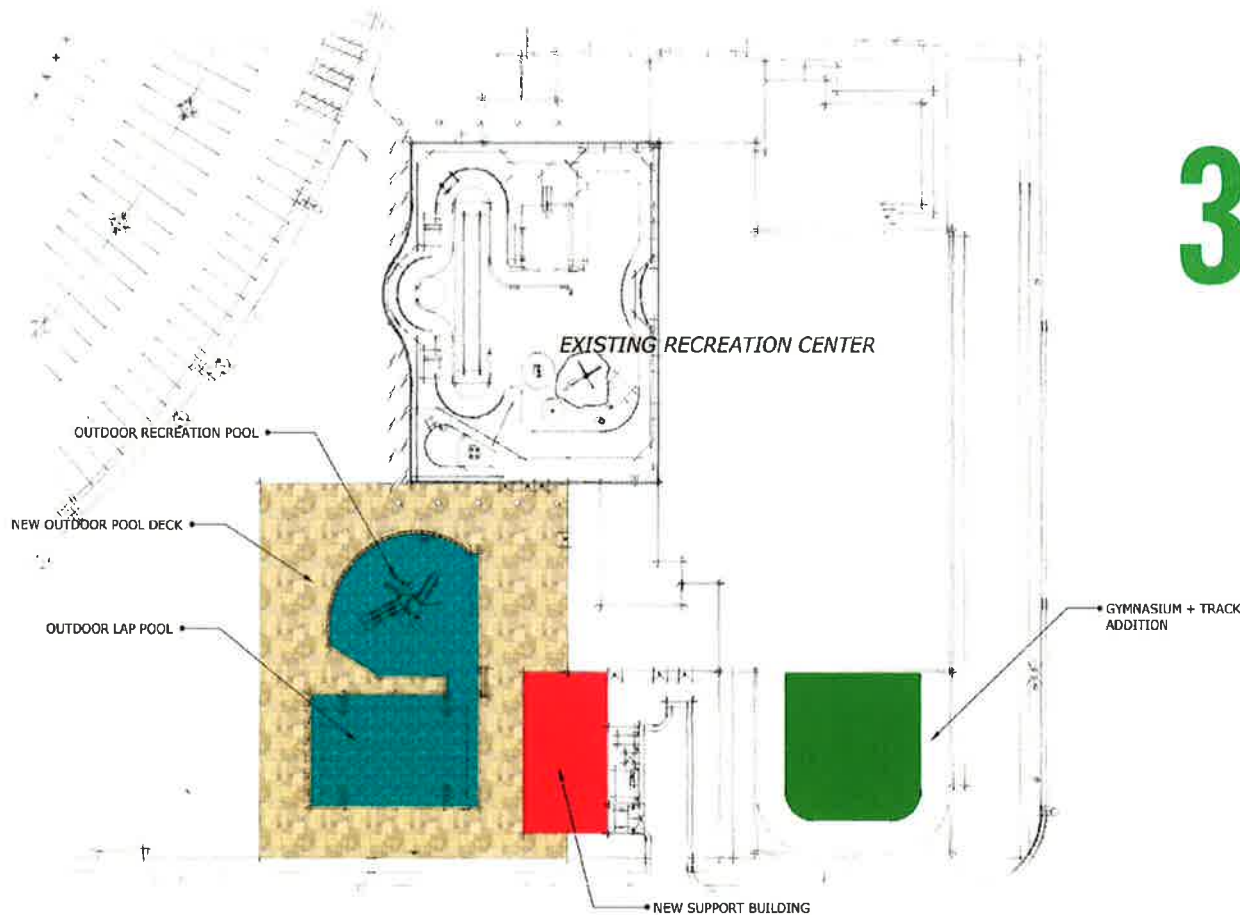 3
EXISTING RECREATION CENTER
OUTDOOR RECREATION POOL
NEW OUTDOOR POOL DECK
OUTDOOR LAP POOL
GYMNASIUM + TRACK
ADDITION
NEW SUPPORT BUILDING